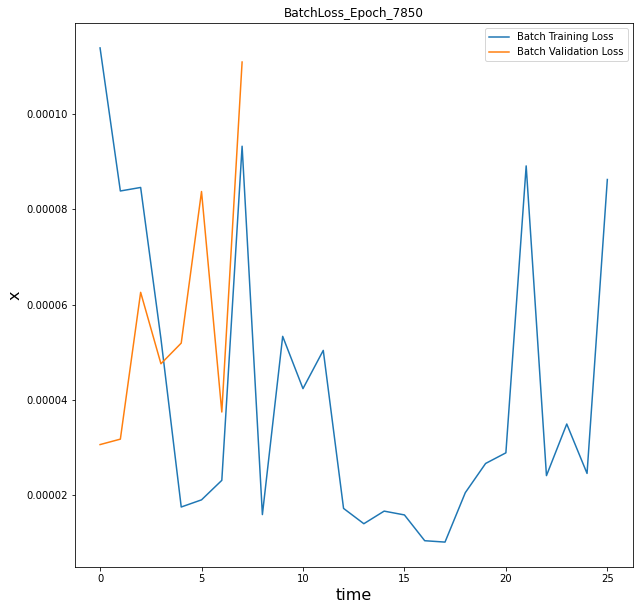 BatchLoss_Epoch_7850
Batch Training Loss
Batch Validation Loss
0.00010
0.00008
0.00006
0.00004
0.00002
x
0 5 10 15 20 25
time